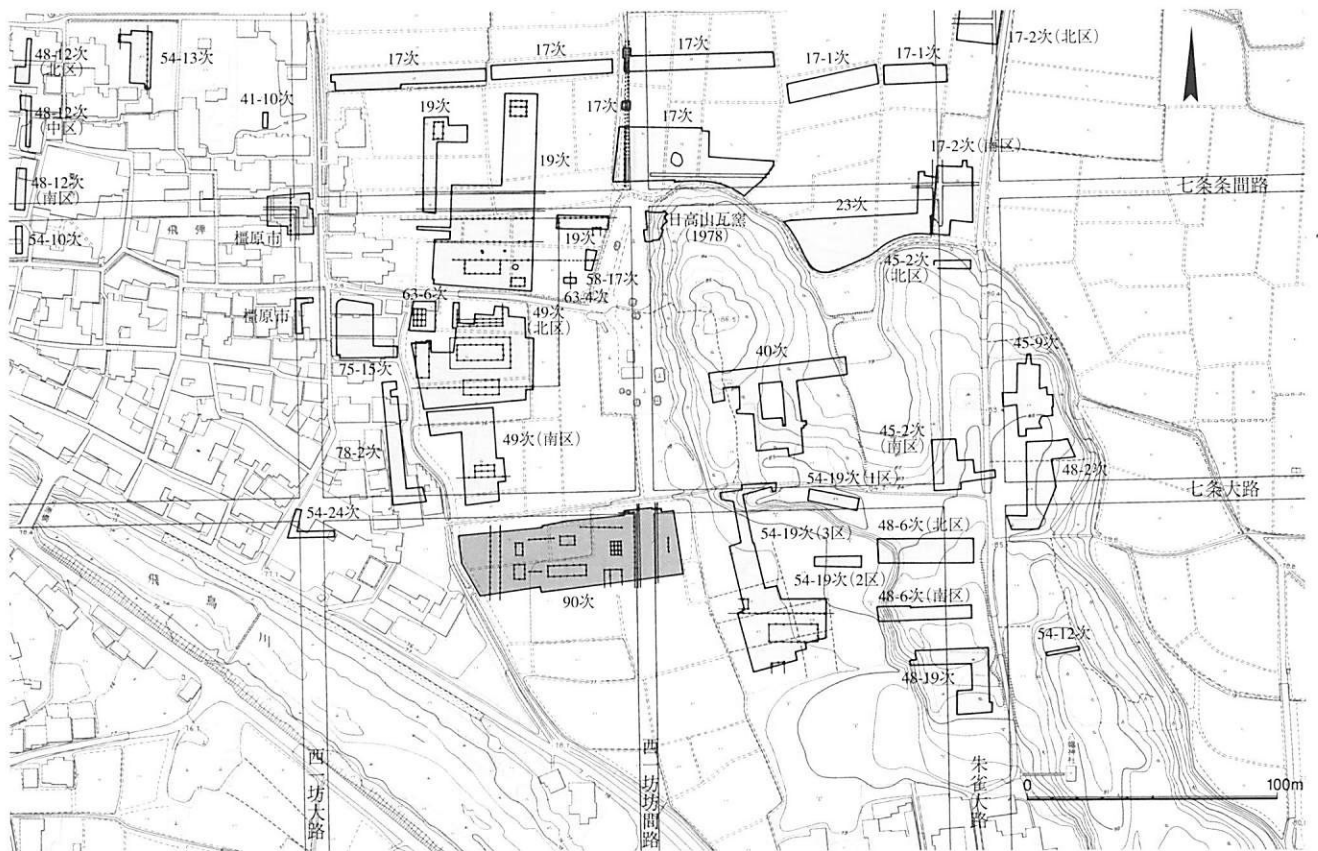 48-12次
(北区)
54-13次
17次
17次
17次
17-1次
17-1次
17-2次(北区)
41-10次
48-12次
(中区)
19次
17次
17次
19次
17-2次(南区)
48-12次
(南区)
七条条間路
23次
飛騨
橿原市
19次
日高山瓦窯
(1978)
54-10次
58-17次
45-2次
(北区)
63-6次
63-4次
49次
(北区)
橿原市
45-9次
75-15次
40次
49次(南区)
45-2次
(南区)
78-2次
48-2次
54-19次(1区)
七条大路
54-24次
54-19次(3区)
48-6次(北区)
54-19次(2区)
90次
48-6次(南区)
54-12次
48-19次
飛鳥川
西一坊大路
西一坊坊間路
朱雀大路
0
100m